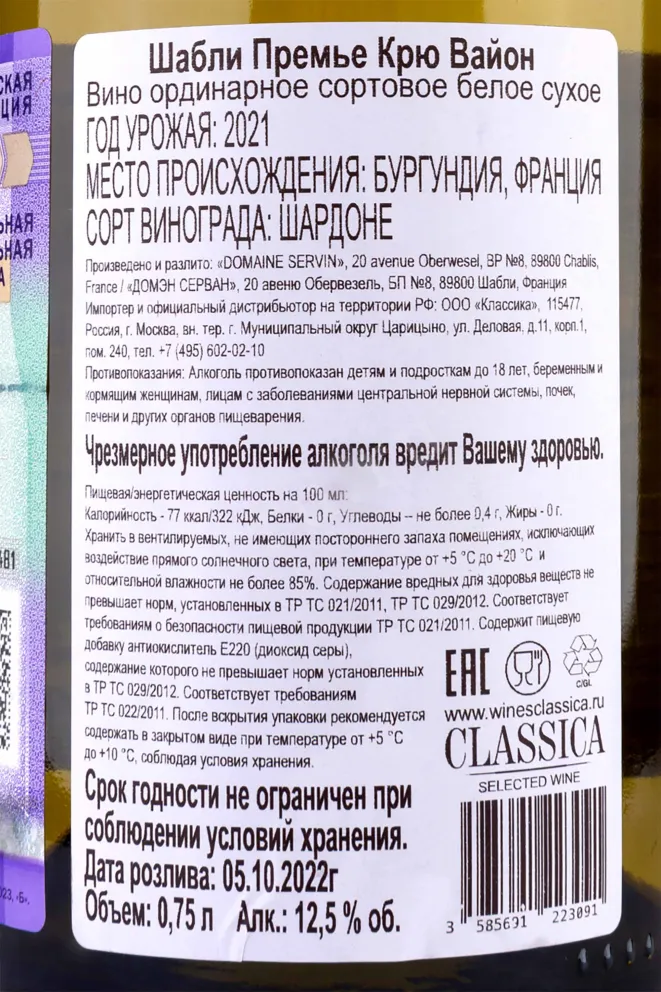 СКАЯ
ЦИЯ
ЬНАЯ
ЬНАЯ
А
481
023, «Б»,
Шабли Премье Крю Вайон
Вино ординарное сортовое белое сухое
ГОД УРОЖАЯ: 2021
МЕСТО ПРОИСХОЖДЕНИЯ: БУРГУНДИЯ, ФРАНЦИЯ
СОРТ ВИНОГРАДА: ШАРДОНЕ
Произведено и разлито: «DOMAINE SERVIN», 20 avenue Oberwesel, BP №8, 89800 Chablis,
France / «ДОМЭН СЕРВАН», 20 авеню Обервезель, БП №8, 89800 Шабли, Франция
Импортер и официальный дистрибьютор на территории РФ: ООО «Классика», 115477,
Россия, г. Москва, вн. тер. г. Муниципальный округ Царицыно, ул. Деловая, д.11, корп.1,
пом. 240, тел. +7 (495) 602-02-10
Противопоказания: Алкоголь противопоказан детям и подросткам до 18 лет, беременным и
кормящим женщинам, лицам с заболеваниями центральной нервной системы, почек,
печени и других органов пищеварения.
Чрезмерное употребление алкоголя вредит Вашему здоровью.
Пищевая/энергетическая ценность на 100 мл:
Калорийность - 77 ккал/322 кДж, Белки - 0 г, Углеводы – не более 0,4 г, Жиры - 0 г.
Хранить в вентилируемых, не имеющих постороннего запаха помещениях, исключающих
воздействие прямого солнечного света, при температуре от +5 °C до +20 °C и
относительной влажности не более 85%. Содержание вредных для здоровья веществ не
превышает норм, установленных в ТР ТС 021/2011, ТР ТС 029/2012. Соответствует
требованиям о безопасности пищевой продукции ТР ТС 021/2011. Содержит пищевую
добавку антиокислитель Е220 (диоксид серы),
содержание которого не превышает норм установленных
в ТР ТС 029/2012. Соответствует требованиям
ТР ТС 022/2011. После вскрытия упаковки рекомендуется
содержать в закрытом виде при температуре от +5 °C
до +10 °C, соблюдая условия хранения.
Срок годности не ограничен при
соблюдении условий хранения.
Дата розлива: 05.10.2022г
Объем: 0,75 л Алк.: 12,5 % об.
EAC
C/GL
www.winesclassica.ru
CLASSICA
SELECTED WINE
3 585691 223091